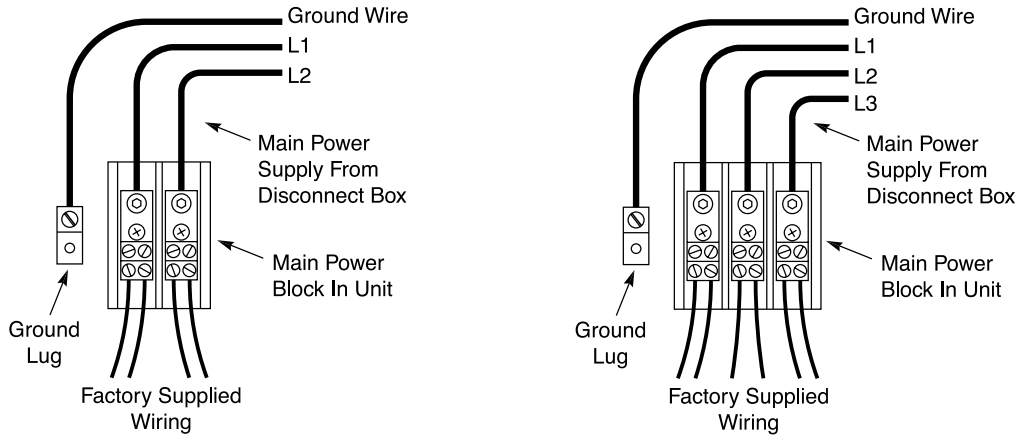 Ground Wire
L1
L2
Main Power
Supply From
Disconnect Box
Main Power
Block In Unit
Ground
Lug
Factory Supplied
Wiring
Ground Wire
L1
L2
L3
Main Power
Supply From
Disconnect Box
Main Power
Block In Unit
Ground
Lug
Factory Supplied
Wiring